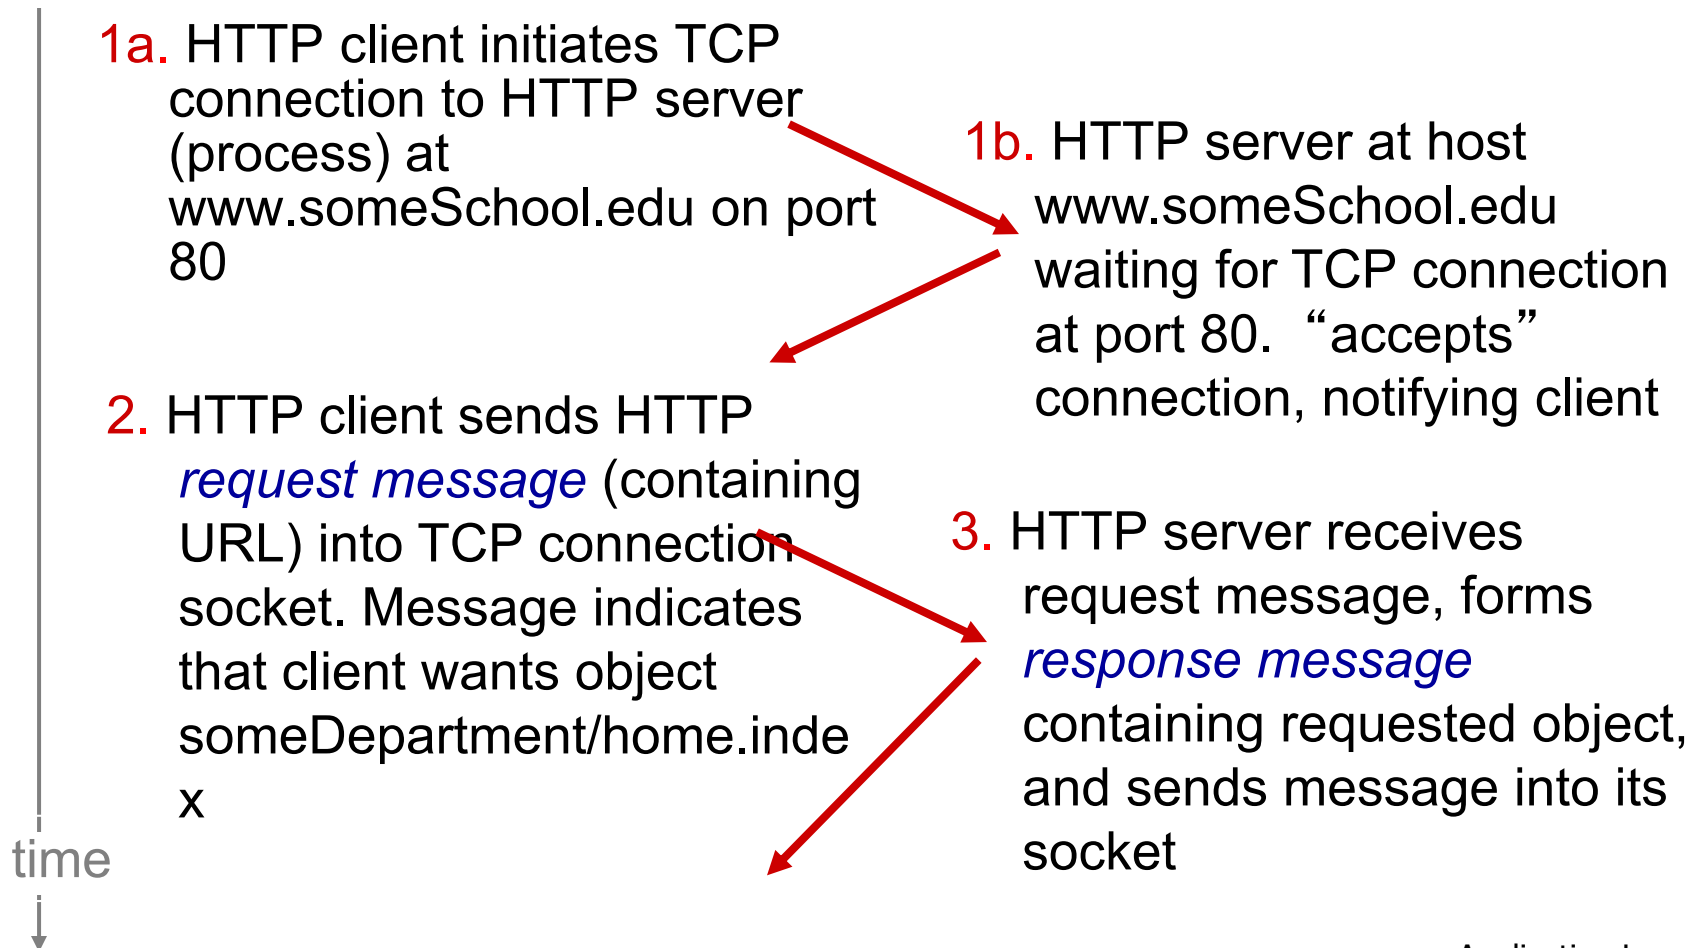 1a. HTTP client initiates TCP
connection to HTTP server
(process) at
www.someSchool.edu on port
80
1b. HTTP server at host
www.someSchool.edu
waiting for TCP connection
at port 80. “accepts”
connection, notifying client
2. HTTP client sends HTTP
request message (containing
URL) into TCP connection
socket. Message indicates
that client wants object
someDepartment/home.inde
x
3. HTTP server receives
request message, forms
response message
containing requested object,
and sends message into its
socket
time